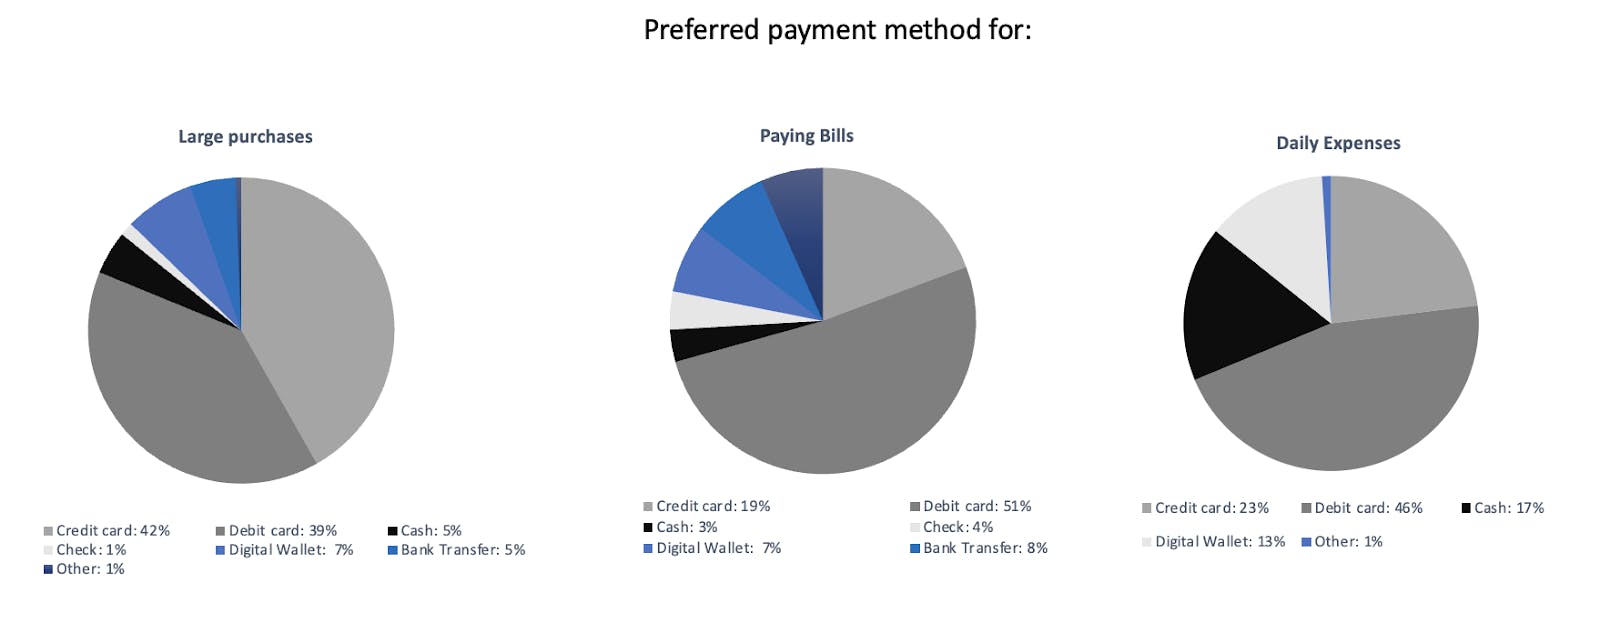 Preferred payment method for:
Large purchases
Credit card: 42% Debit card: 39% Cash: 5%
Check: 1% Digital Wallet:  7% Bank Transfer: 5%
Other: 1%
Paying Bills
Credit card: 19% Debit card: 51%
Cash: 3% Check: 4%
Digital Wallet:  7% Bank Transfer: 8%
Daily Expenses
Credit card: 23% Debit card: 46% Cash: 17%
Digital Wallet: 13% Other: 1%